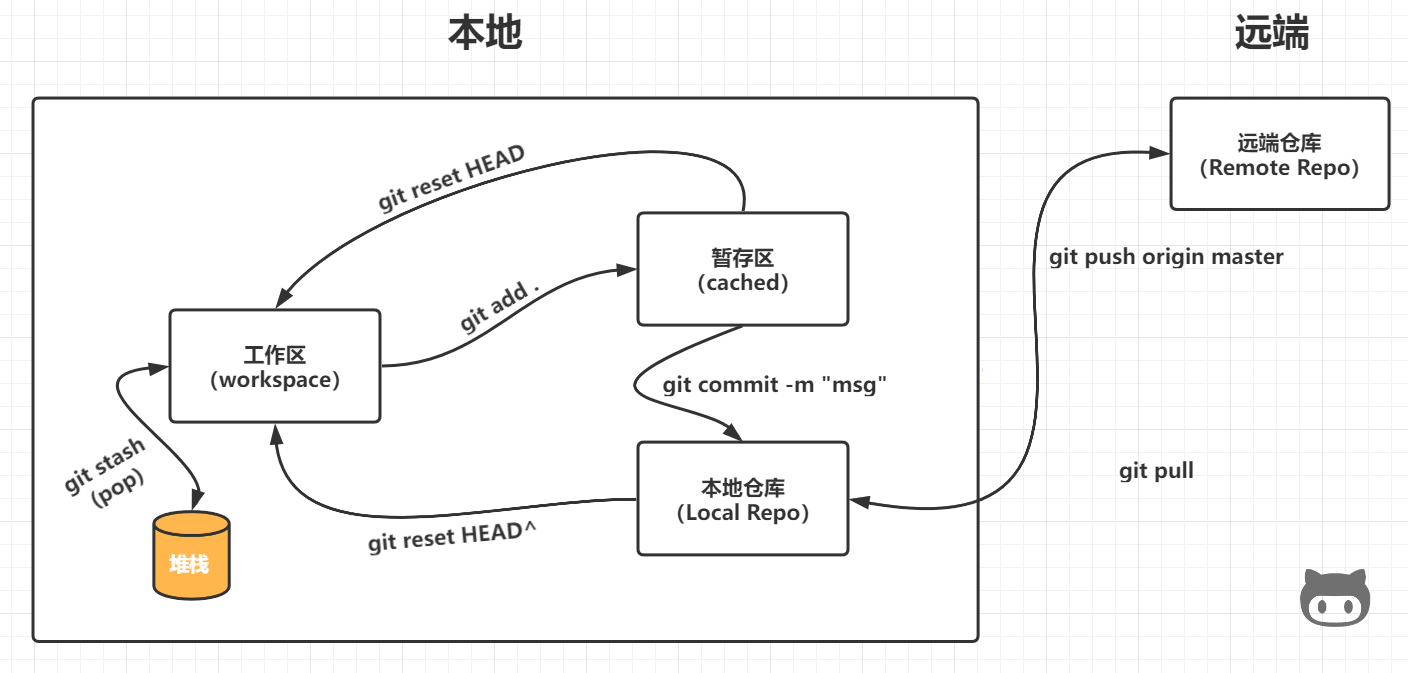 本地
远端
远端仓库
(Remote Repo)
git reset HEAD
暂存区
(cached)
git push origin master
git add .
工作区
(workspace)
git commit -m "msg"
git stash
(pop)
git pull
本地仓库
(Local Repo)
git reset HEAD^
堆栈